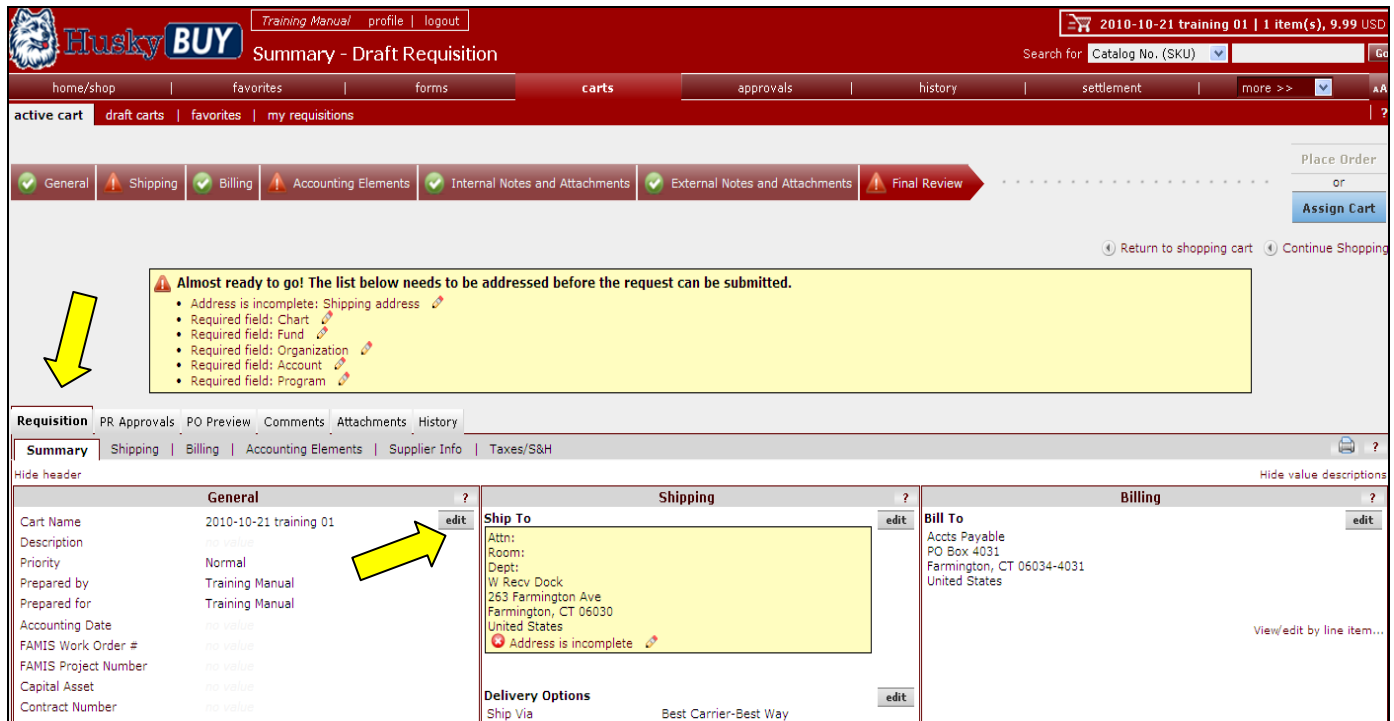 Husky BUY
Training Manual profile | logout
2010-10-21 training 01 | 1 item(s), 9.99 USD
Summary - Draft Requisition
Search for Catalog No. (SKU) Go
home/shop | favorites | forms carts approvals | history | settlement | more >> AA
active cart draft carts | favorites | my requisitions | ?
Place Order
General Shipping Billing Accounting Elements Internal Notes and Attachments External Notes and Attachments Final Review
or
Assign Cart
Return to shopping cart Continue Shopping
Almost ready to go! The list below needs to be addressed before the request can be submitted.
• Address is incomplete: Shipping address
• Required field: Chart
• Required field: Fund
• Required field: Organization
• Required field: Account
• Required field: Program
Requisition PR Approvals PO Preview Comments Attachments History
Summary Shipping | Billing | Accounting Elements | Supplier Info | Taxes/S&H ?
Hide header Hide value descriptions
General ? Shipping ? Billing ?
Cart Name 2010-10-21 training 01 edit
Description no value
Priority Normal
Prepared by Training Manual
Prepared for Training Manual
Accounting Date no value
FAMIS Work Order # no value
FAMIS Project Number no value
Capital Asset no value
Contract Number no value
Ship To edit
Attn:
Room:
Dept:
W Recv Dock
263 Farmington Ave
Farmington, CT 06030
United States
Address is incomplete
Delivery Options edit
Ship Via Best Carrier-Best Way
Bill To edit
Accts Payable
PO Box 4031
Farmington, CT 06034-4031
United States
View/edit by line item...